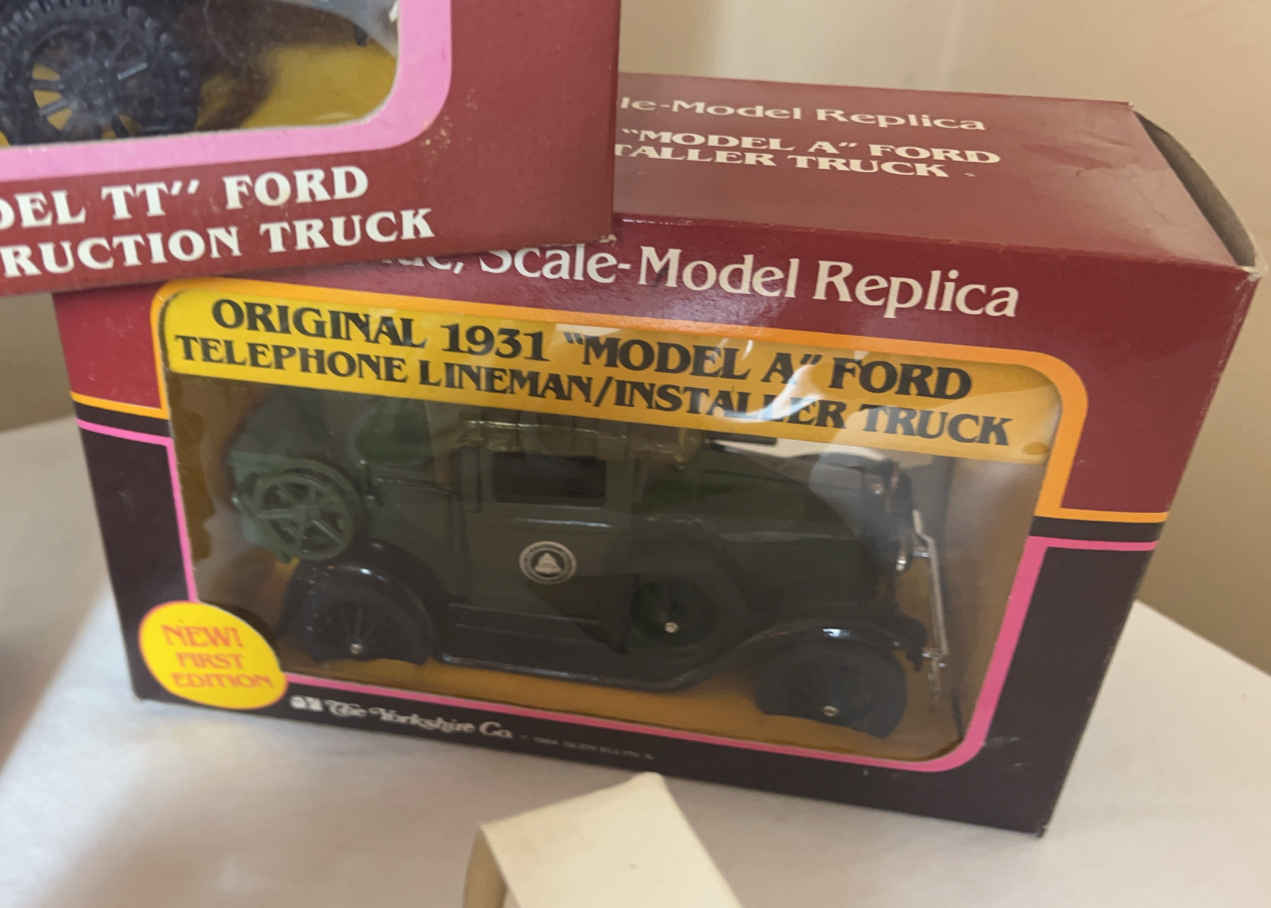 DEL TT" FORD
RUCTION TRUCK
le-Model Replica
"MODEL A" FORD
TALLER TRUCK
Scale-Model Replica
ORIGINAL 1931 "MODEL A" FORD
TELEPHONE LINEMAN/INSTALLER TRUCK
NEW!
FIRST
EDITION
The Yorkshire Co.